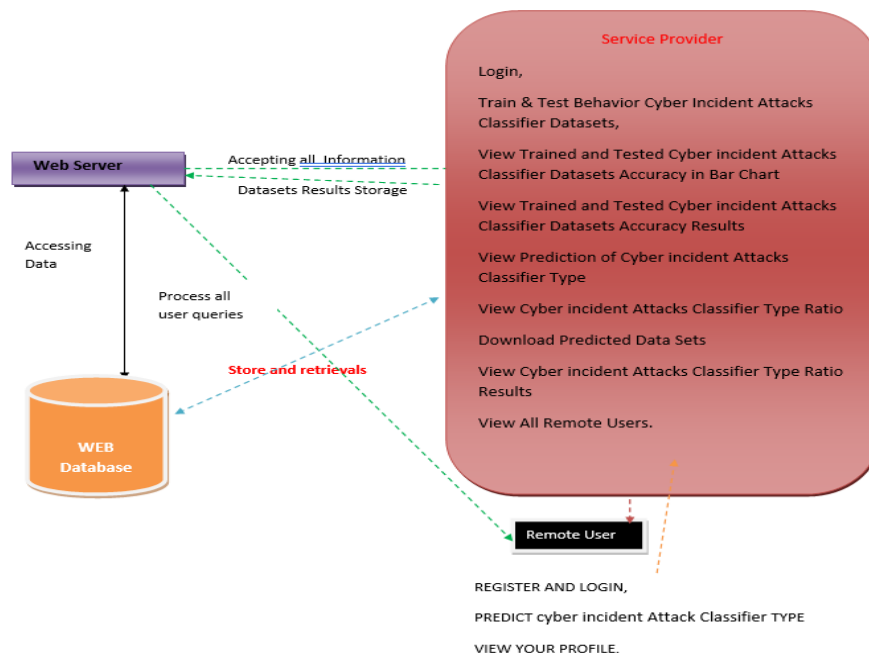 Service Provider
Login,
Train & Test Behavior Cyber Incident Attacks
Classifier Datasets,
View Trained and Tested Cyber incident Attacks
Classifier Datasets Accuracy in Bar Chart
View Trained and Tested Cyber incident Attacks
Classifier Datasets Accuracy Results
View Prediction of Cyber incident Attacks
Classifier Type
View Cyber incident Attacks Classifier Type Ratio
Download Predicted Data Sets
View Cyber incident Attacks Classifier Type Ratio
Results
View All Remote Users.
Web Server
Accepting all Information
Datasets Results Storage
Accessing
Data
Process all
user queries
Store and retrievals
WEB
Database
Remote User
REGISTER AND LOGIN,
PREDICT cyber incident Attack Classifier TYPE
VIEW YOUR PROFILE.